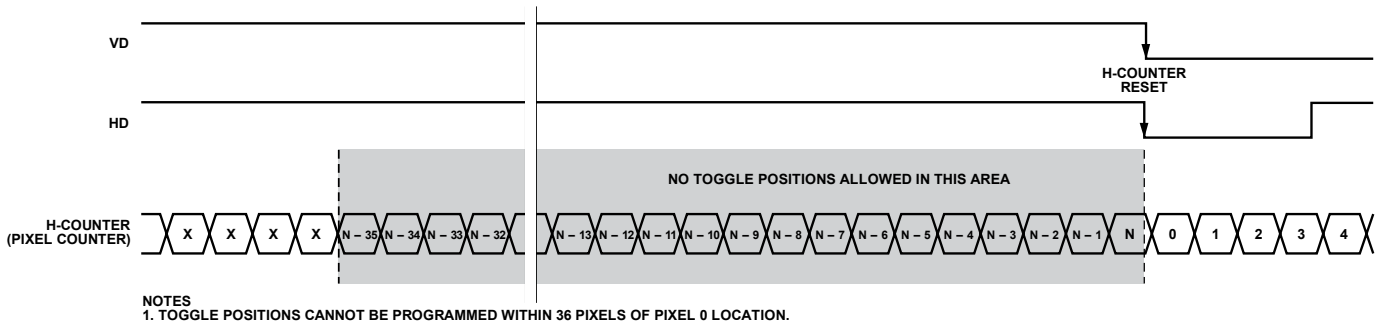 VD
H-COUNTER
RESET
HD
NO TOGGLE POSITIONS ALLOWED IN THIS AREA
H-COUNTER
(PIXEL COUNTER)
X X X X N – 35 N – 34 N – 33 N – 32 N – 13 N – 12 N – 11 N – 10 N – 9 N – 8 N – 7 N – 6 N – 5 N – 4 N – 3 N – 2 N – 1 N 0 1 2 3 4
NOTES
1. TOGGLE POSITIONS CANNOT BE PROGRAMMED WITHIN 36 PIXELS OF PIXEL 0 LOCATION.